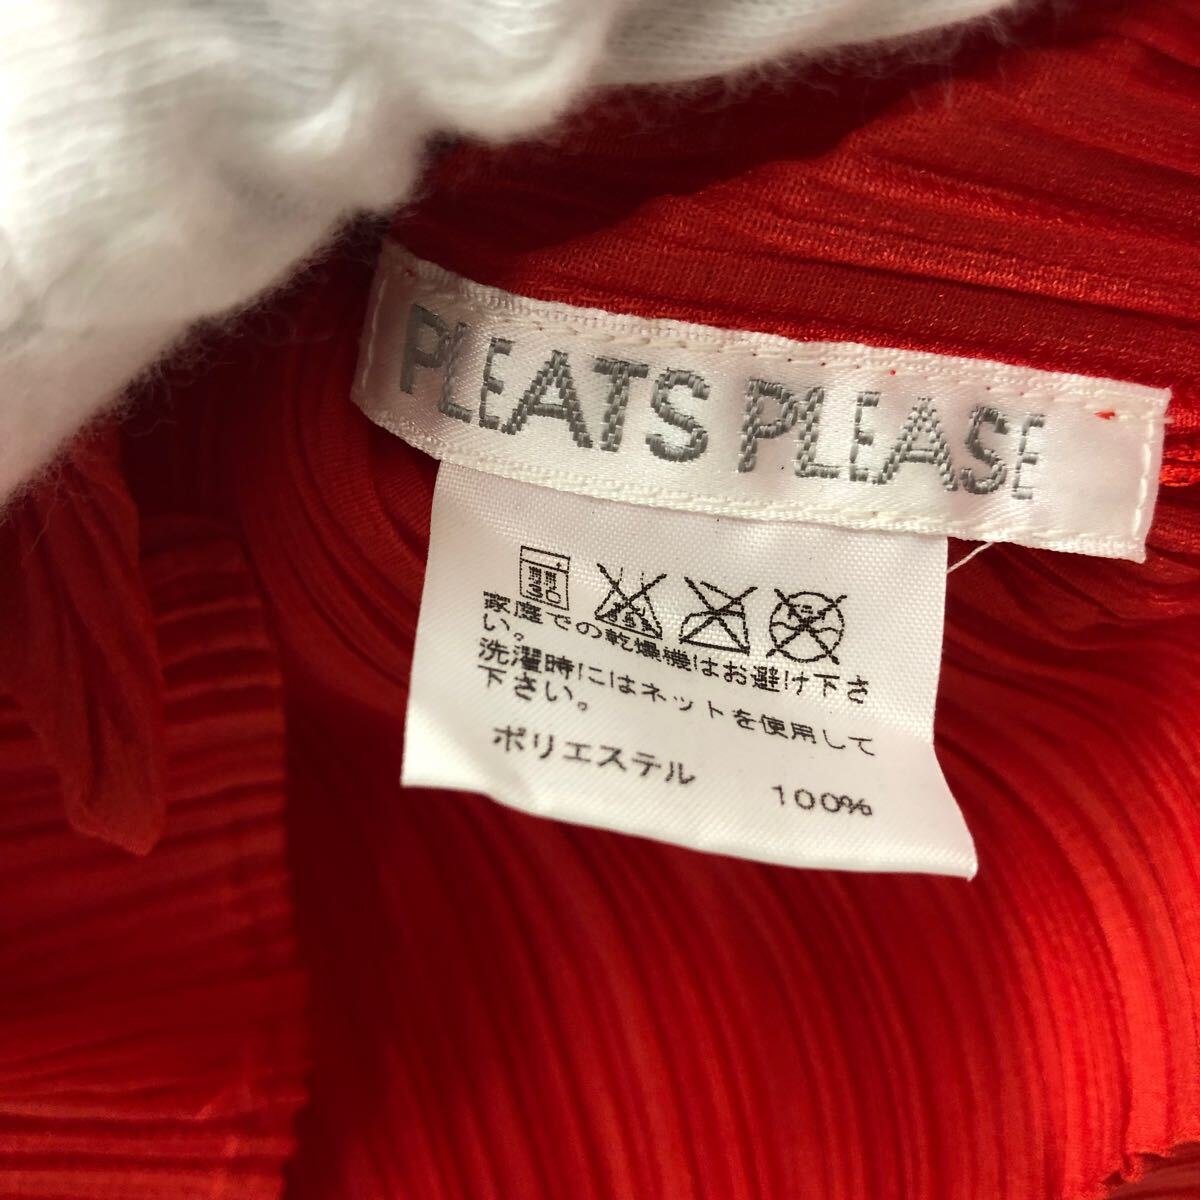 PLEATS PLEASE
家庭での乾燥機はお避け下さ
い。
洗濯時にはネットを使用して
下さい。
ポリエステル 100%